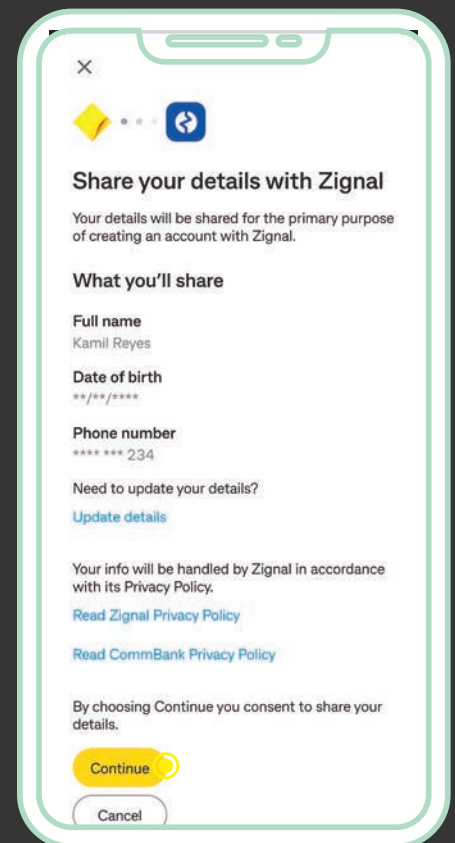 Share your details with Zignal
Your details will be shared for the primary purpose
of creating an account with Zignal.
What you'll share
Full name
Kamil Reyes
Date of birth
**/**/****
Phone number
**** *** 234
Need to update your details?
Update details
Your info will be handled by Zignal in accordance
with its Privacy Policy.
Read Zignal Privacy Policy
Read CommBank Privacy Policy
By choosing Continue you consent to share your
details.
Continue
Cancel